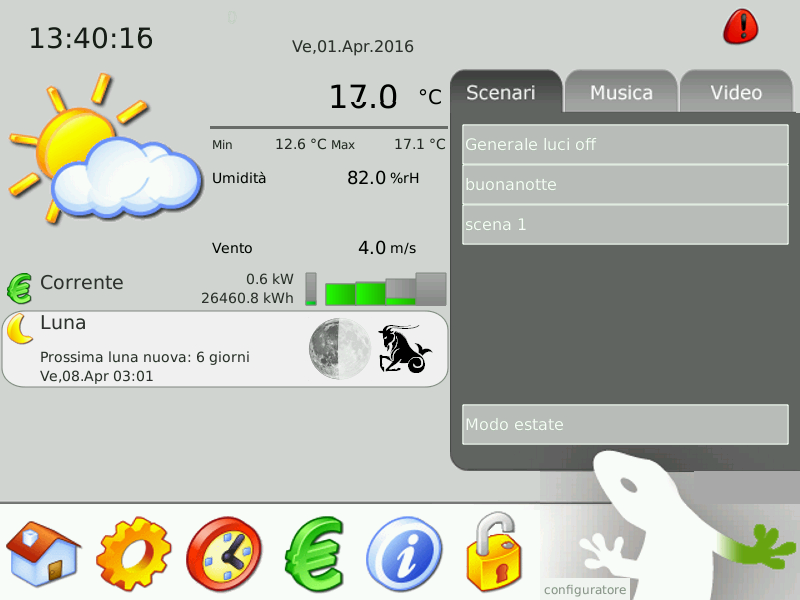 13:40:16
Ve,01.Apr.2016
17.0 °C
Min 12.6 °C Max 17.1 °C
Umidità 82.0 %rH
Vento 4.0 m/s
Corrente 0.6 kW
26460.8 kWh
Luna
Prossima luna nuova: 6 giorni
Ve,08.Apr 03:01
Scenari Musica Video
Generale luci off
buonanotte
scena 1
Modo estate
configuratore